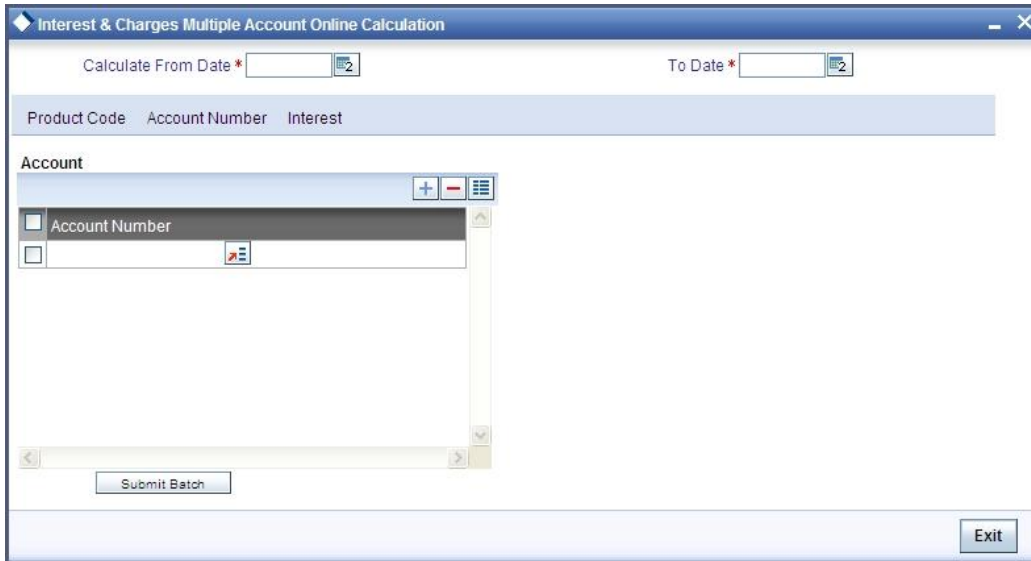 Interest & Charges Multiple Account Online Calculation
Calculate From Date *
To Date *
Product Code Account Number Interest
Account
Account Number
Submit Batch
Exit